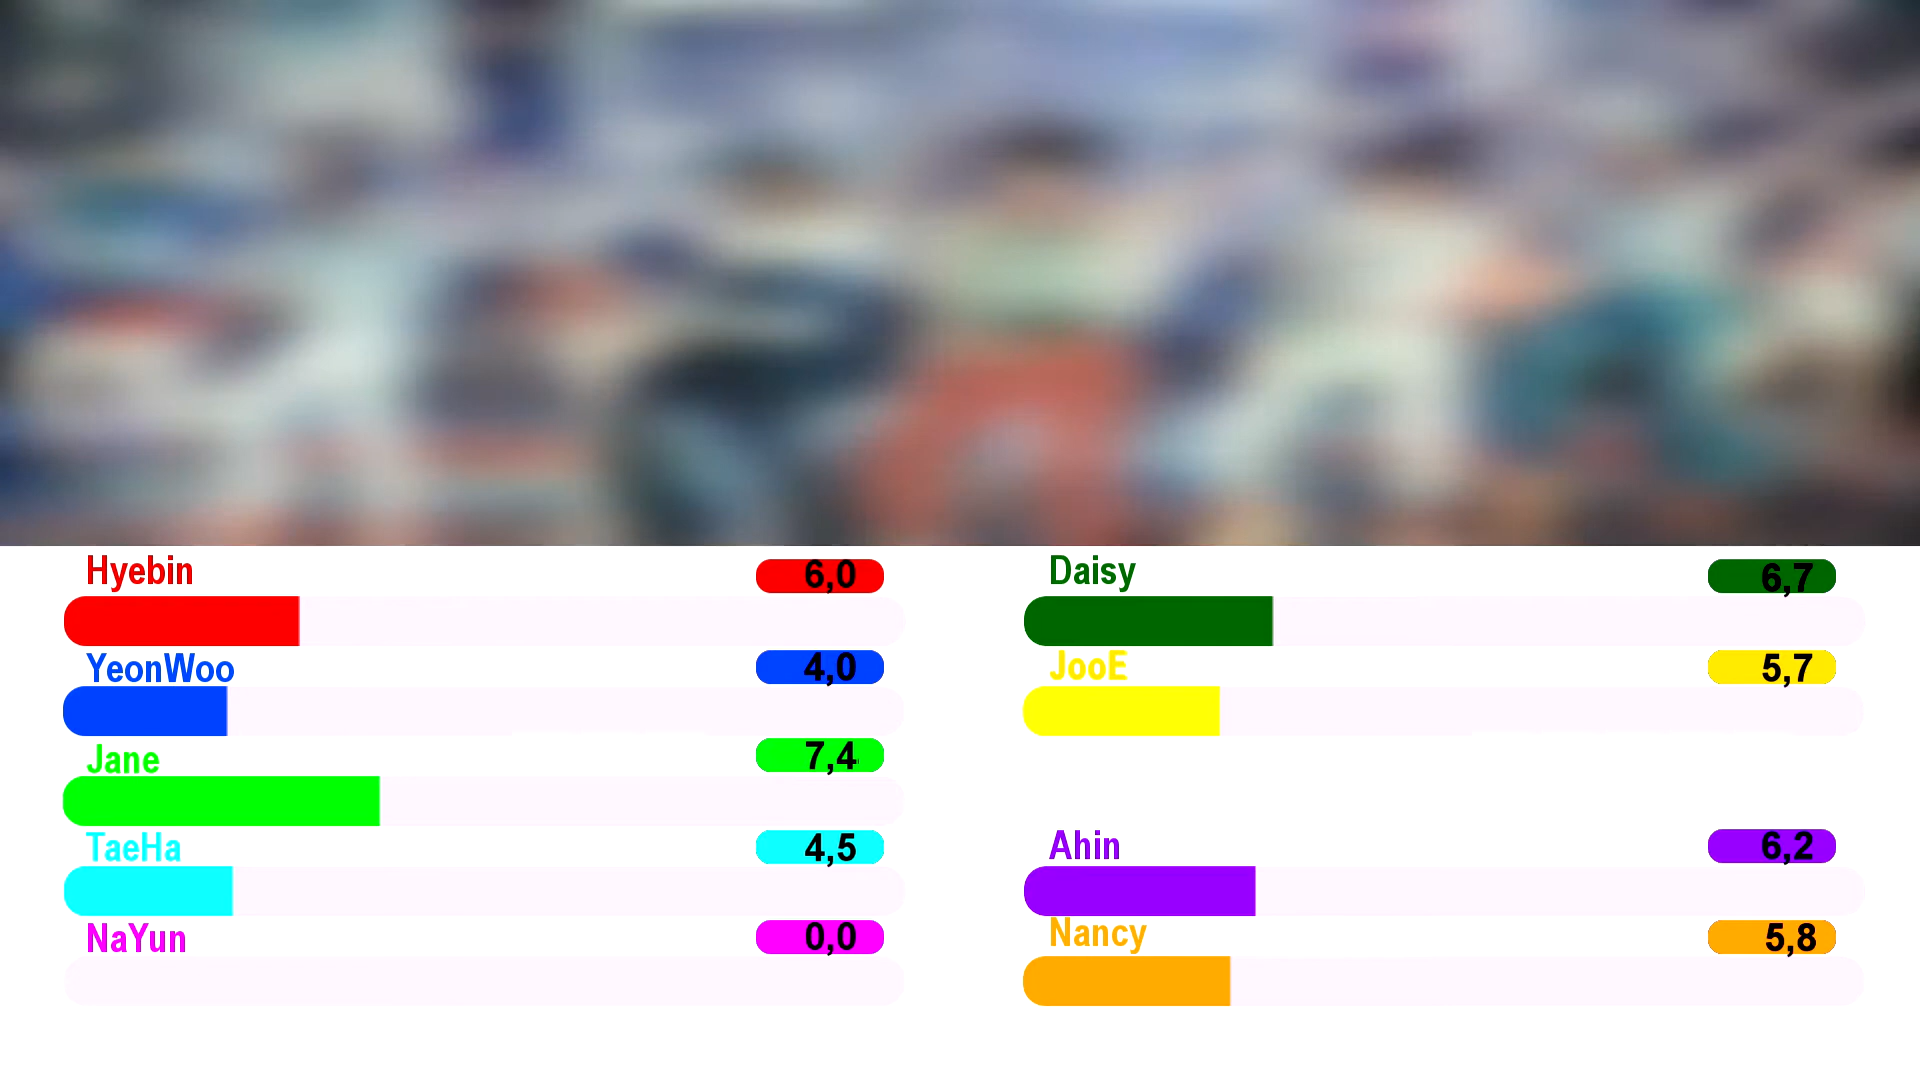 Hyebin 6,0
YeonWoo 4,0
Jane 7,4
TaeHa 4,5
NaYun 0,0
Daisy 6,7
JooE 5,7
Ahin 6,2
Nancy 5,8